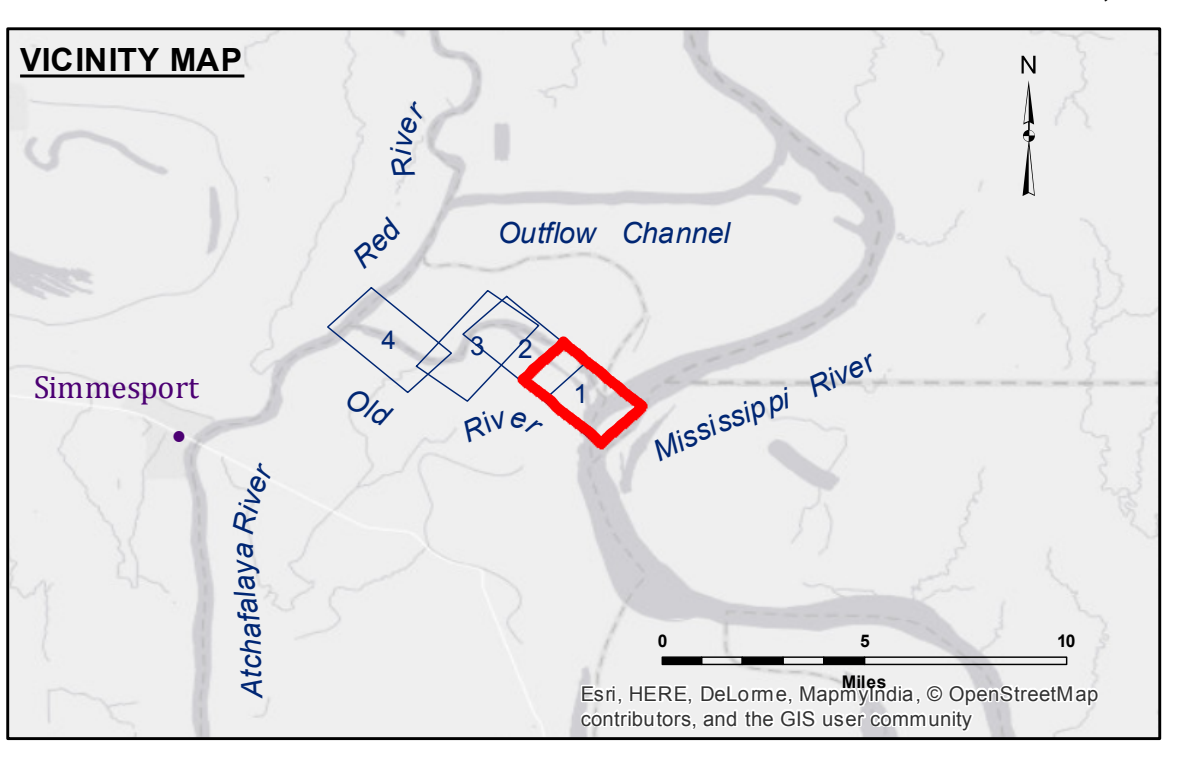 VICINITY MAP
N
Red River
Outflow Channel
4
3
2
1
Simmesport
Old River
Mississippi River
Atchafalaya River
0 5 10
Miles
Esri, HERE, DeLorme, MapmyIndia, © OpenStreetMap
contributors, and the GIS user community